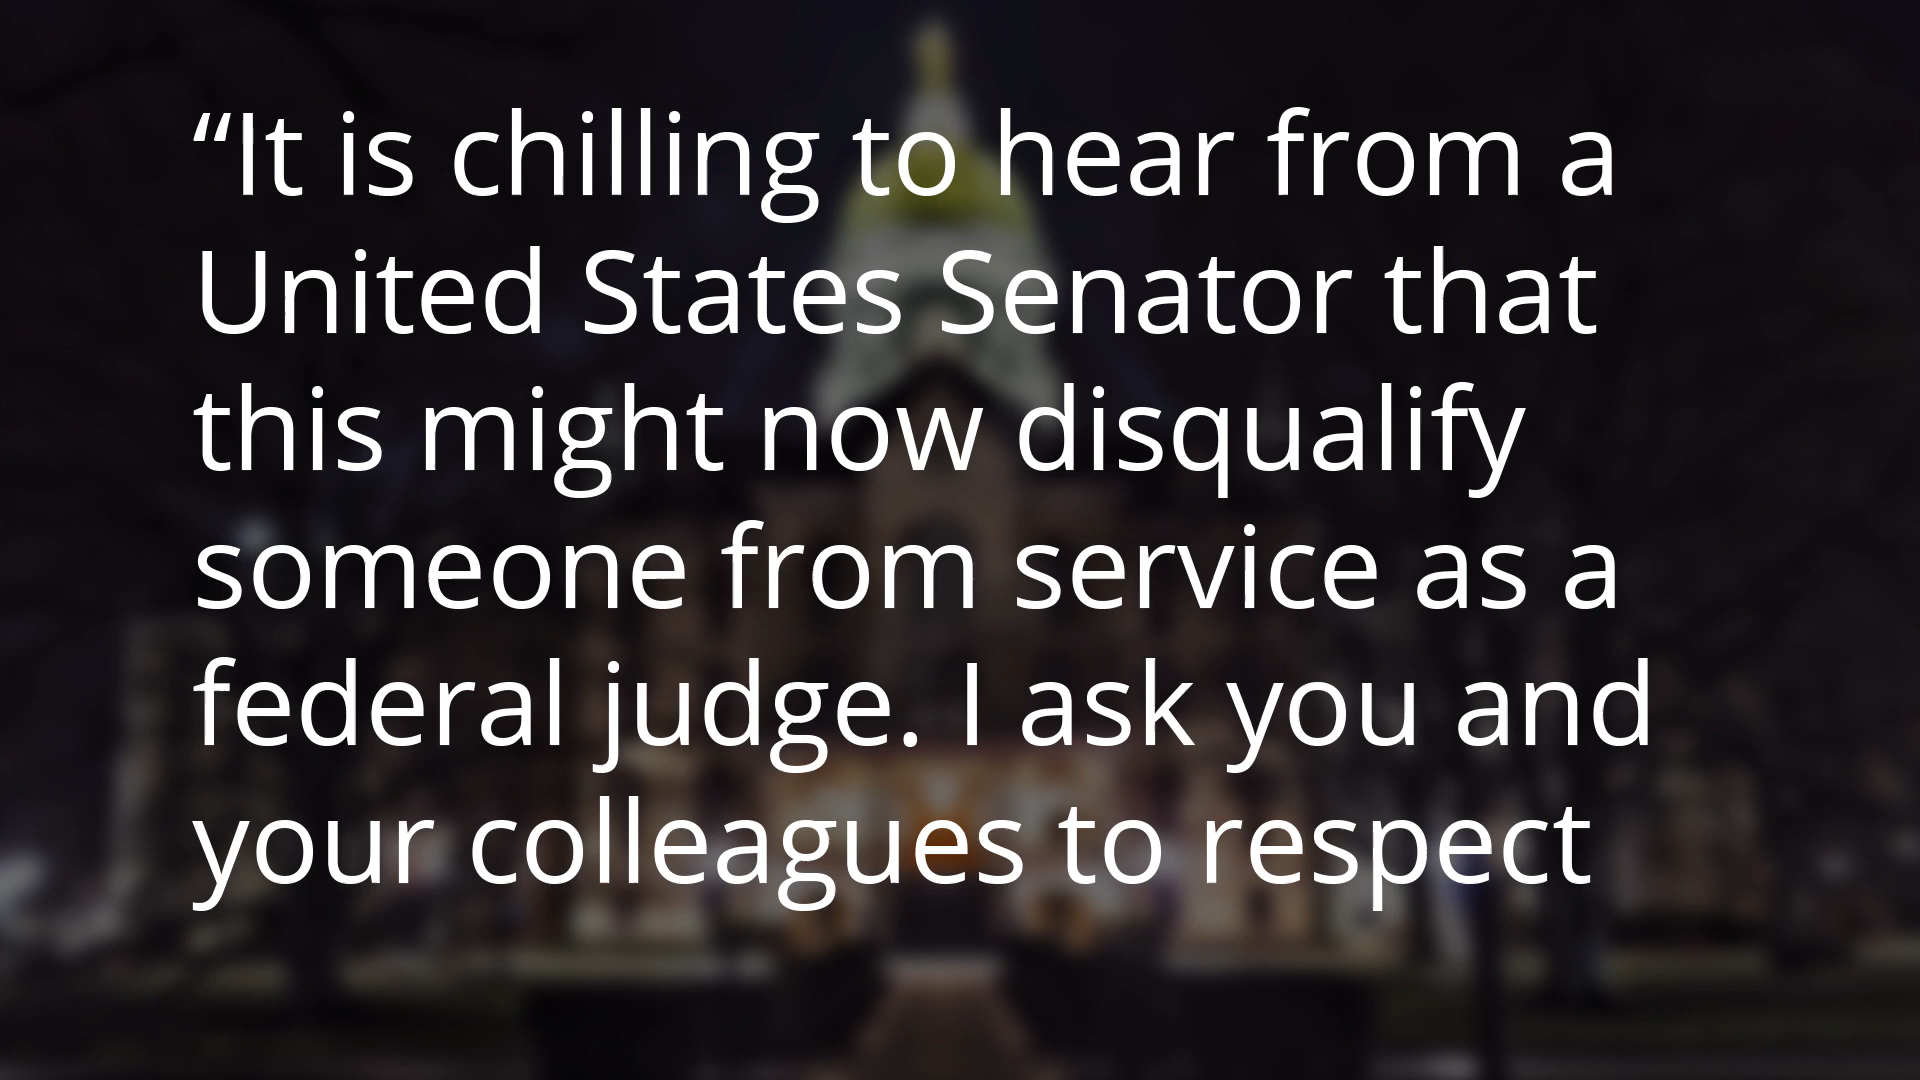 “It is chilling to hear from a
United States Senator that
this might now disqualify
someone from service as a
federal judge. I ask you and
your colleagues to respect